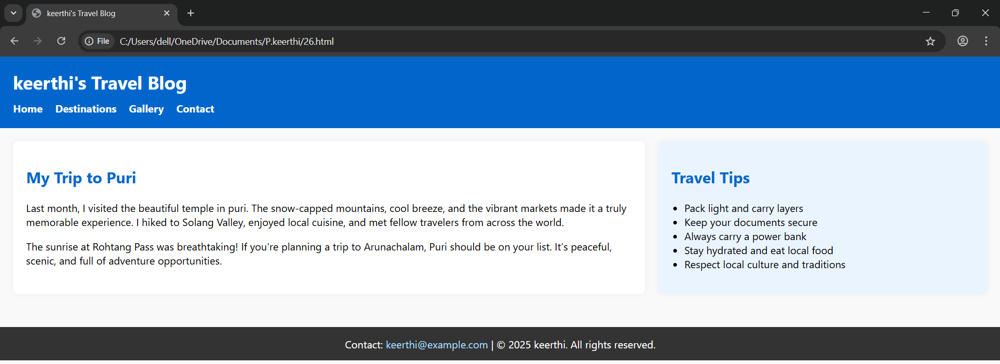 keerthi's Travel Blog
File C:/Users/dell/OneDrive/Documents/P.keerthi/26.html
keerthi's Travel Blog
Home Destinations Gallery Contact
My Trip to Puri
Last month, I visited the beautiful temple in puri. The snow-capped mountains, cool breeze, and the vibrant markets made it a truly
memorable experience. I hiked to Solang Valley, enjoyed local cuisine, and met fellow travelers from across the world.
The sunrise at Rohtang Pass was breathtaking! If you're planning a trip to Arunachalam, Puri should be on your list. It’s peaceful,
scenic, and full of adventure opportunities.
Travel Tips
• Pack light and carry layers
• Keep your documents secure
• Always carry a power bank
• Stay hydrated and eat local food
• Respect local culture and traditions
Contact: keerthi@example.com | © 2025 keerthi. All rights reserved.